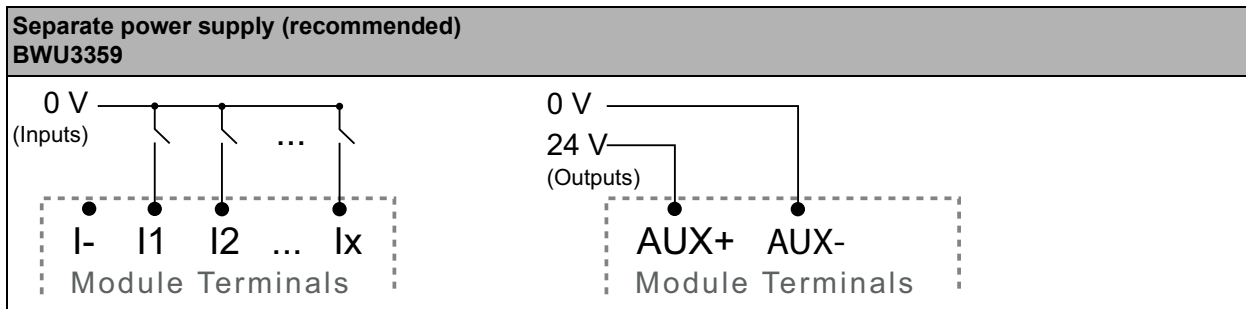 Separate power supply (recommended)
BWU3359
0 V
(Inputs)
...
I- I1 I2 ... Ix
Module Terminals
0 V
24 V
(Outputs)
AUX+ AUX-
Module Terminals